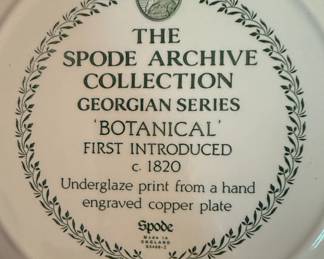 THE
SPODE ARCHIVE
COLLECTION
GEORGIAN SERIES
'BOTANICAL'
FIRST INTRODUCED
c. 1820
Underglaze print from a hand
engraved copper plate
Spode
MADE IN
ENGLAND